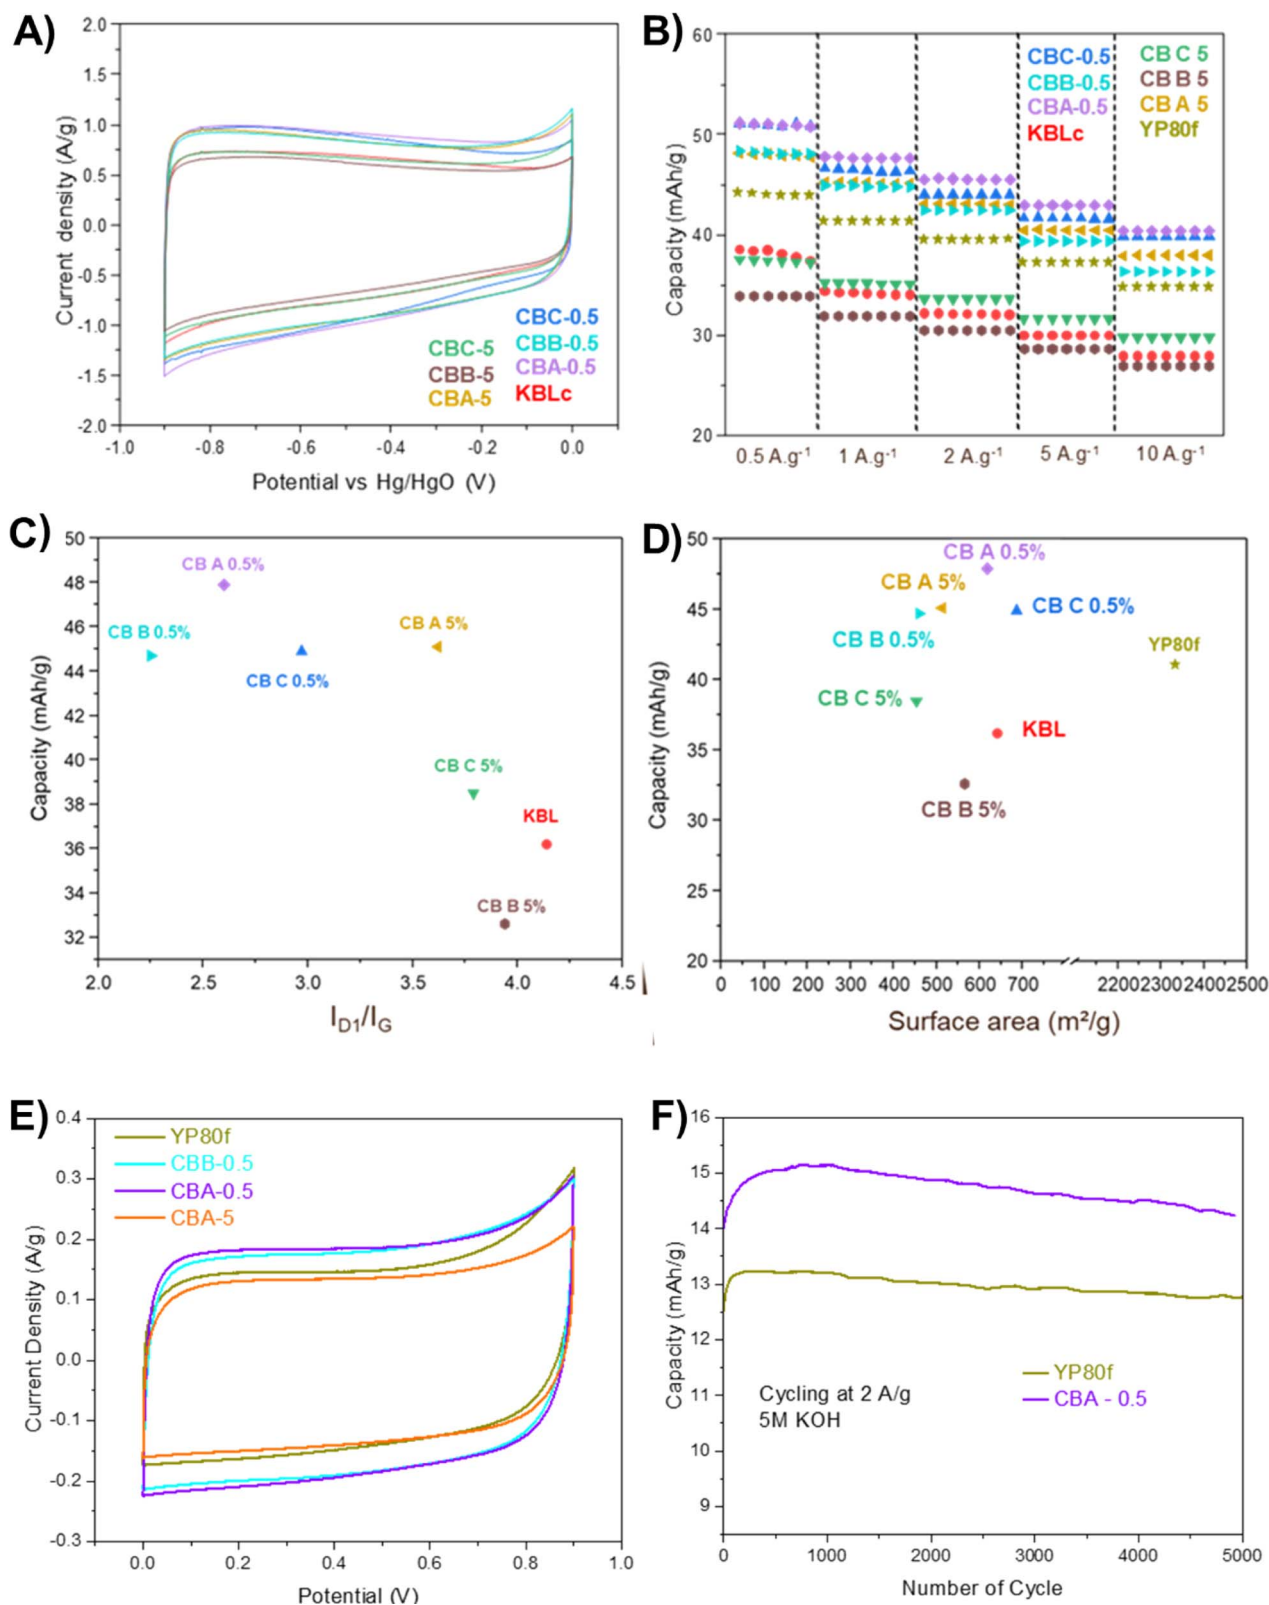 A)
2.0
1.5
1.0
0.5
0.0
-0.5
-1.0
-1.5
-2.0
Current density (A/g)
-1.0 -0.8 -0.6 -0.4 -0.2 0.0
Potential vs Hg/HgO (V)
CBC-0.5
CBB-0.5
CBA-0.5
KBLc
CBC-5
CBB-5
CBA-5
B)
60
50
40
30
20
Capacity (mAh/g)
CBC-0.5
CBB-0.5
CBA-0.5
KBLc
CB C 5
CB B 5
CB A 5
YP80f
0.5 A.g⁻¹ 1 A.g⁻¹ 2 A.g⁻¹ 5 A.g⁻¹ 10 A.g⁻¹
C)
50
48
46
44
42
40
38
36
34
32
Capacity (mAh/g)
CB A 0.5%
CB B 0.5%
CB C 0.5%
CB A 5%
CB C 5%
KBL
CB B 5%
2.0 2.5 3.0 3.5 4.0 4.5
I_D1/I_G
D)
50
45
40
35
30
25
20
Capacity (mAh/g)
CB A 0.5%
CB A 5%
CB C 0.5%
CB B 0.5%
YP80f
CB C 5%
KBL
CB B 5%
0 100 200 300 400 500 600 700 2200 2300 2400 2500
Surface area (m²/g)
E)
0.4
0.3
0.2
0.1
0.0
-0.1
-0.2
-0.3
Current Density (A/g)
YP80f
CBB-0.5
CBA-0.5
CBA-5
0.0 0.2 0.4 0.6 0.8 1.0
Potential (V)
F)
16
15
14
13
12
11
10
9
Capacity (mAh/g)
YP80f
CBA - 0.5
Cycling at 2 A/g
5M KOH
0 1000 2000 3000 4000 5000
Number of Cycle